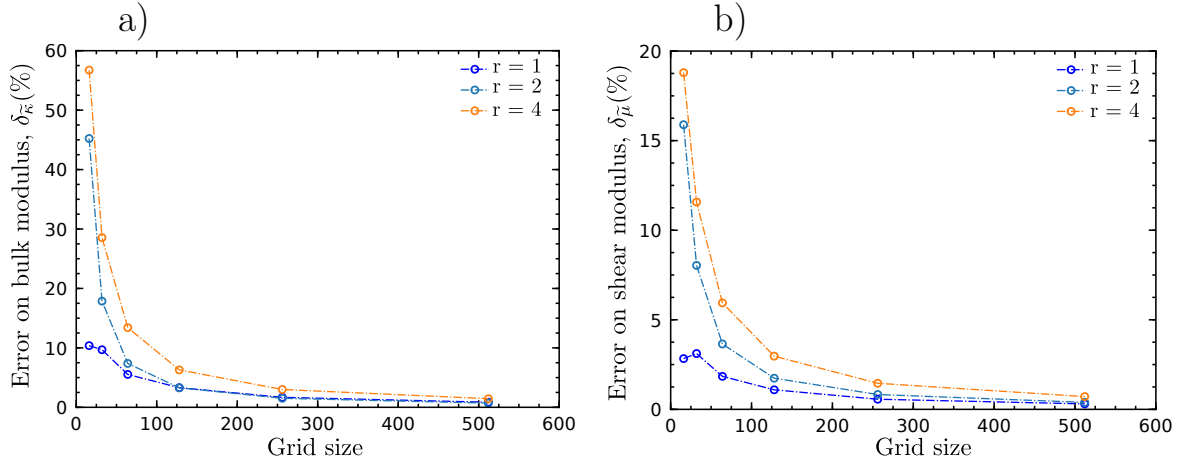 a)
Error on bulk modulus, δ_κ̃(%)
60
50
40
30
20
10
0
0 100 200 300 400 500 600
Grid size
r = 1
r = 2
r = 4
b)
Error on shear modulus, δ_μ̃(%)
20
15
10
5
0
0 100 200 300 400 500 600
Grid size
r = 1
r = 2
r = 4